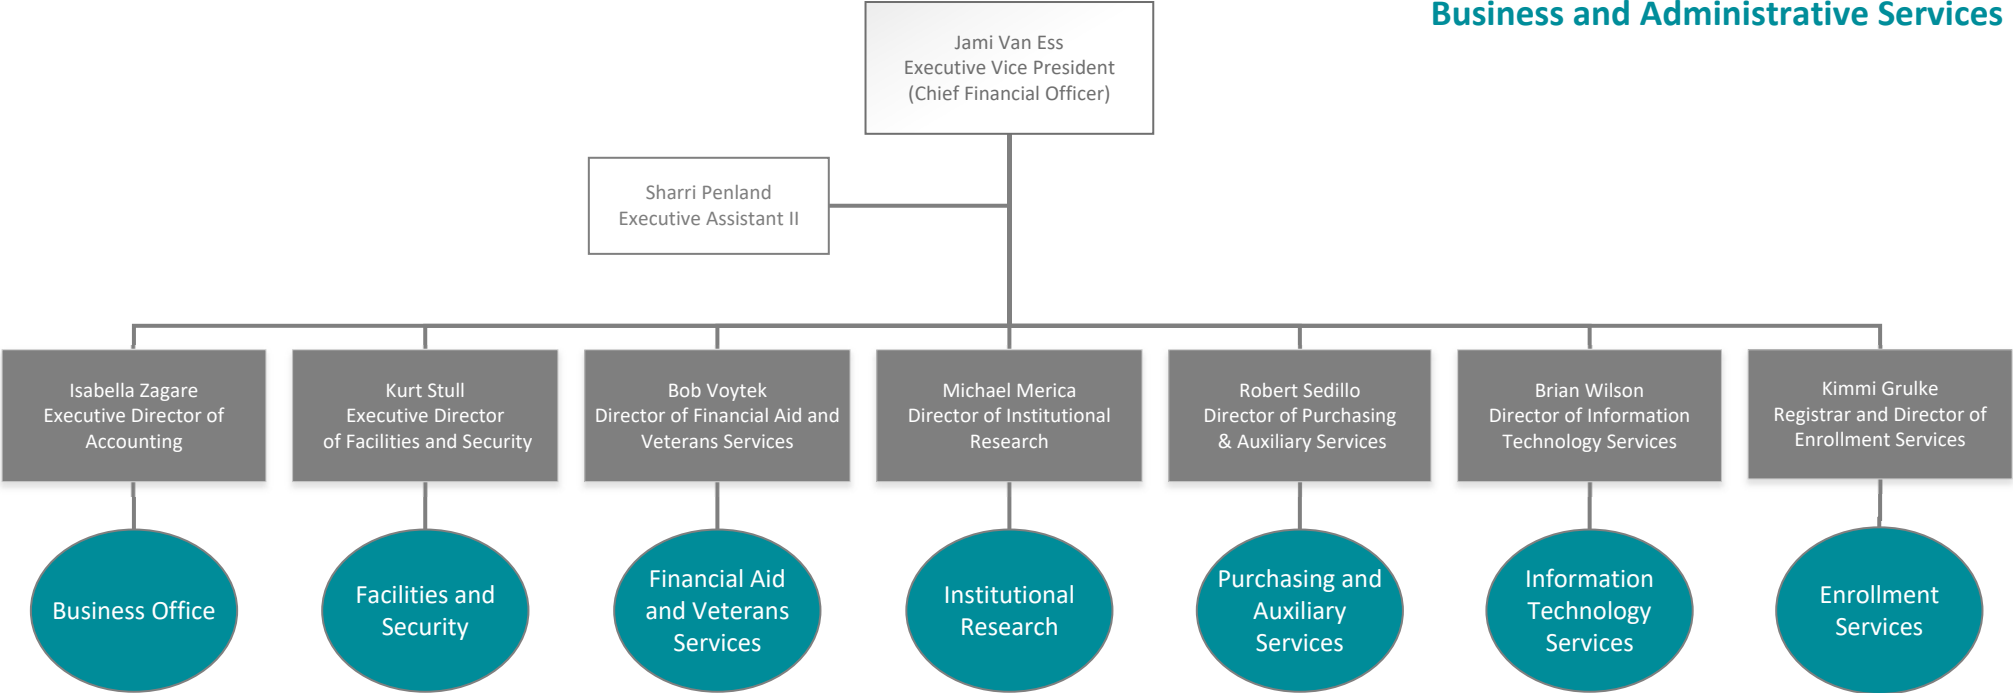 Business and Administrative Services
Jami Van Ess
Executive Vice President
(Chief Financial Officer)
Sharri Penland
Executive Assistant II
Isabella Zagare
Executive Director of
Accounting
Kurt Stull
Executive Director
of Facilities and Security
Bob Voytek
Director of Financial Aid and
Veterans Services
Michael Merica
Director of Institutional
Research
Robert Sedillo
Director of Purchasing
& Auxiliary Services
Brian Wilson
Director of Information
Technology Services
Kimmi Grulke
Registrar and Director of
Enrollment Services
Business Office
Facilities and
Security
Financial Aid
and Veterans
Services
Institutional
Research
Purchasing and
Auxiliary
Services
Information
Technology
Services
Enrollment
Services